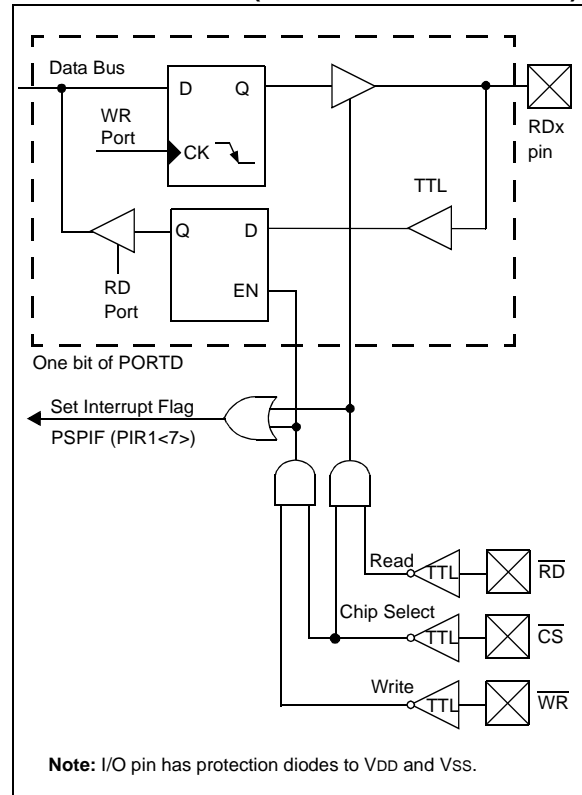 Data Bus
D Q
WR
Port
CK
RDx
pin
TTL
Q D
RD
Port
EN
One bit of PORTD
Set Interrupt Flag
PSPIF (PIR1<7>)
Read
TTL
RD
Chip Select
TTL
CS
Write
TTL
WR
Note: I/O pin has protection diodes to VDD and VSS.